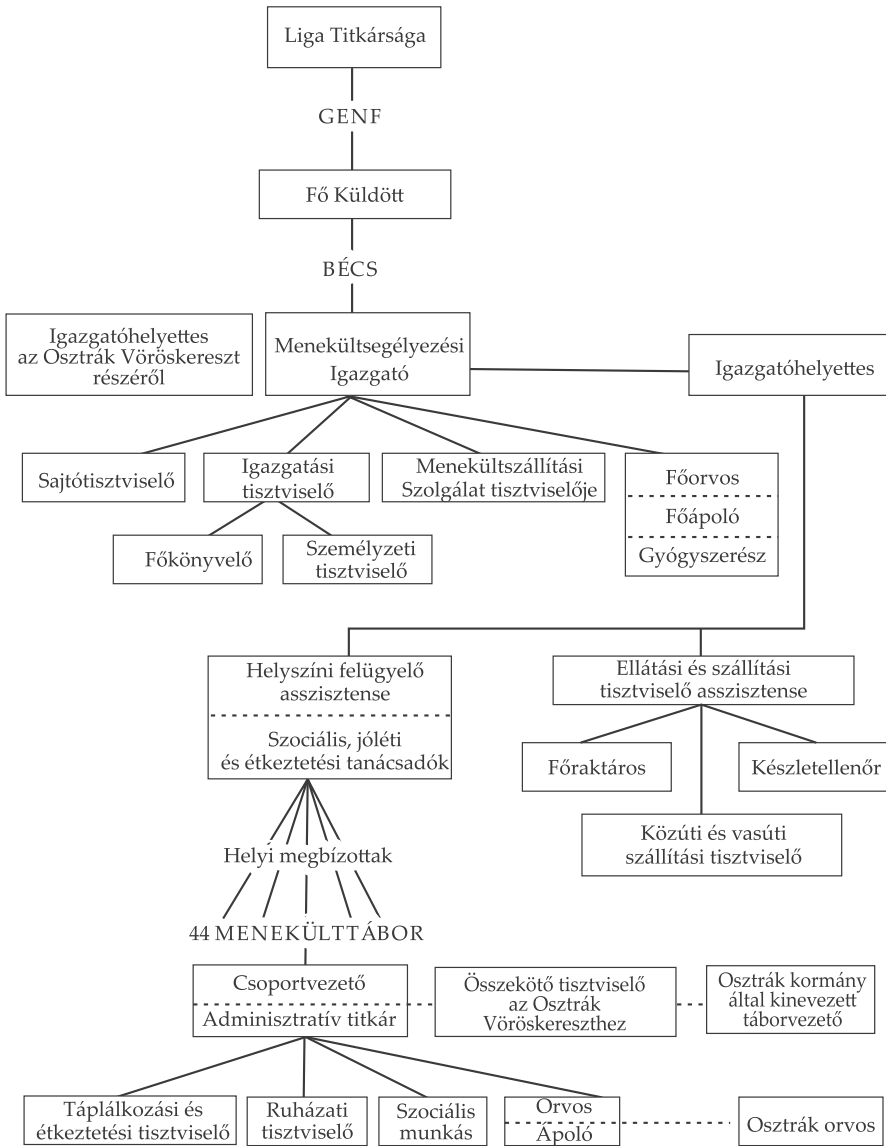 Liga Titkársága
GENF
Fő Küldött
BÉCS
Igazgatóhelyettes
az Osztrák Vöröskereszt
részéről
Menekültsegélyezési
Igazgató
Igazgatóhelyettes
Sajtótisztviselő
Igazgatási
tisztviselő
Menekültszállítási
Szolgálat tisztviselője
Főorvos
Főápoló
Gyógyszerész
Főkönyvelő
Személyzeti
tisztviselő
Helyszíni felügyelő
asszisztense
Szociális, jóléti
és étkeztetési tanácsadók
Ellátási és szállítási
tisztviselő asszisztense
Főraktáros
Készletellenőr
Közúti és vasúti
szállítási tisztviselő
Helyi megbízottak
44 MENEKÜLTTÁBOR
Csoportvezető
Adminisztratív titkár
Összekötő tisztviselő
az Osztrák
Vöröskereszthez
Osztrák kormány
által kinevezett
táborvezető
Táplálkozási és
étkeztetési tisztviselő
Ruházati
tisztviselő
Szociális
munkás
Orvos
Ápoló
Osztrák orvos